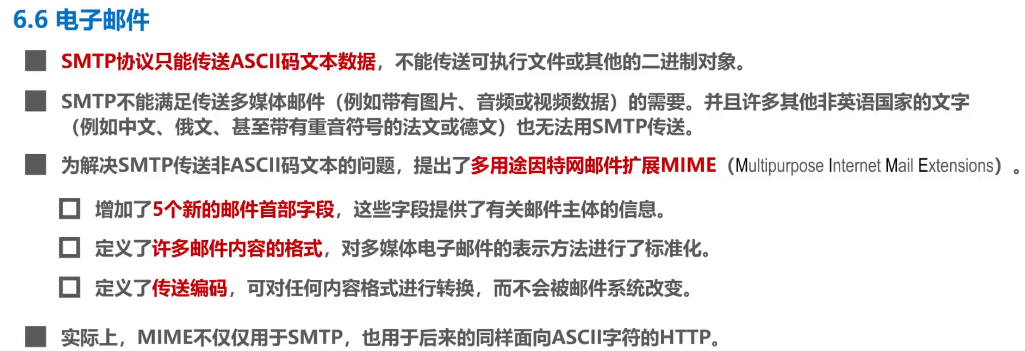 6.6 电子邮件
SMTP协议只能传送ASCII码文本数据，不能传送可执行文件或其他的二进制对象。
SMTP不能满足传送多媒体邮件（例如带有图片、音频或视频数据）的需要。并且许多其他非英语国家的文字
（例如中文、俄文、甚至带有重音符号的法文或德文）也无法用SMTP传送。
为解决SMTP传送非ASCII码文本的问题，提出了多用途因特网邮件扩展MIME（Multipurpose Internet Mail Extensions）。
增加了5个新的邮件首部字段，这些字段提供了有关邮件主体的信息。
定义了许多邮件内容的格式，对多媒体电子邮件的表示方法进行了标准化。
定义了传送编码，可对任何内容格式进行转换，而不会被邮件系统改变。
实际上，MIME不仅仅用于SMTP，也用于后来的同样面向ASCII字符的HTTP。